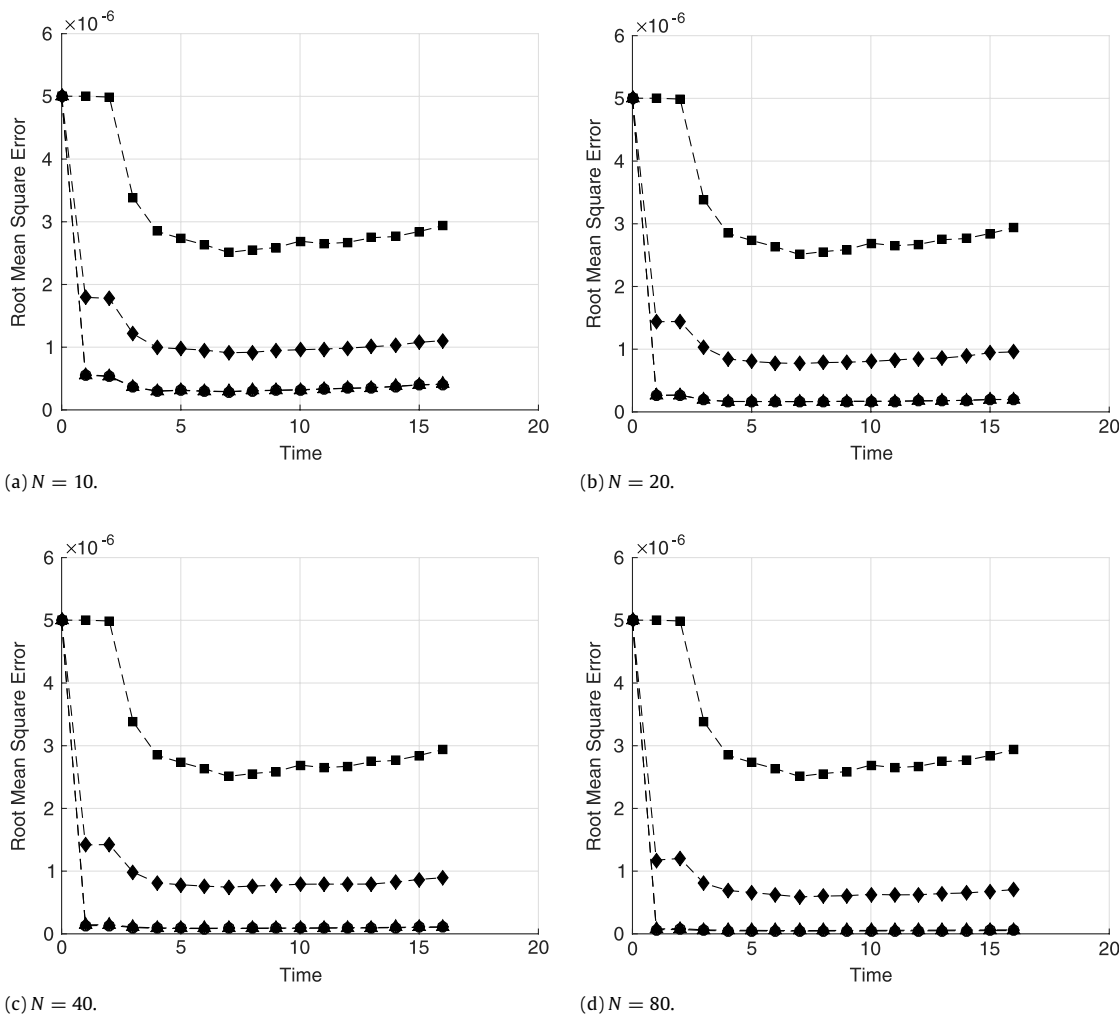 ×10⁻⁶
6
5
4
3
2
1
0
Root Mean Square Error
0 5 10 15 20
Time
(a) N = 10.
×10⁻⁶
6
5
4
3
2
1
0
Root Mean Square Error
0 5 10 15 20
Time
(b) N = 20.
×10⁻⁶
6
5
4
3
2
1
0
Root Mean Square Error
0 5 10 15 20
Time
(c) N = 40.
×10⁻⁶
6
5
4
3
2
1
0
Root Mean Square Error
0 5 10 15 20
Time
(d) N = 80.